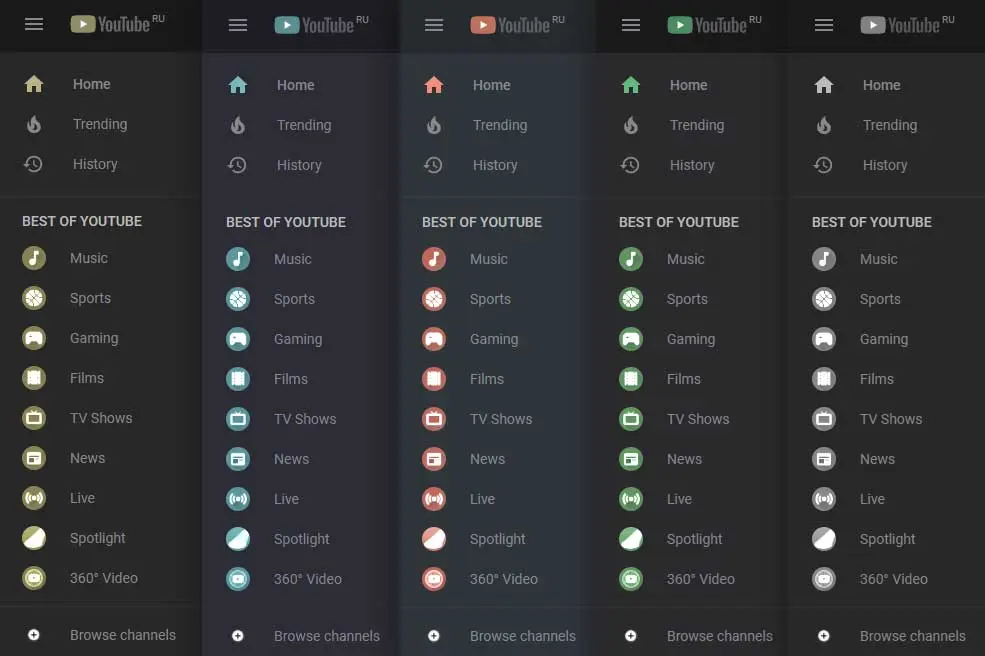 YouTube RU
Home
Trending
History
BEST OF YOUTUBE
Music
Sports
Gaming
Films
TV Shows
News
Live
Spotlight
360° Video
Browse channels
YouTube RU
Home
Trending
History
BEST OF YOUTUBE
Music
Sports
Gaming
Films
TV Shows
News
Live
Spotlight
360° Video
Browse channels
YouTube RU
Home
Trending
History
BEST OF YOUTUBE
Music
Sports
Gaming
Films
TV Shows
News
Live
Spotlight
360° Video
Browse channels
YouTube RU
Home
Trending
History
BEST OF YOUTUBE
Music
Sports
Gaming
Films
TV Shows
News
Live
Spotlight
360° Video
Browse channels
YouTube RU
Home
Trending
History
BEST OF YOUTUBE
Music
Sports
Gaming
Films
TV Shows
News
Live
Spotlight
360° Video
Browse channels